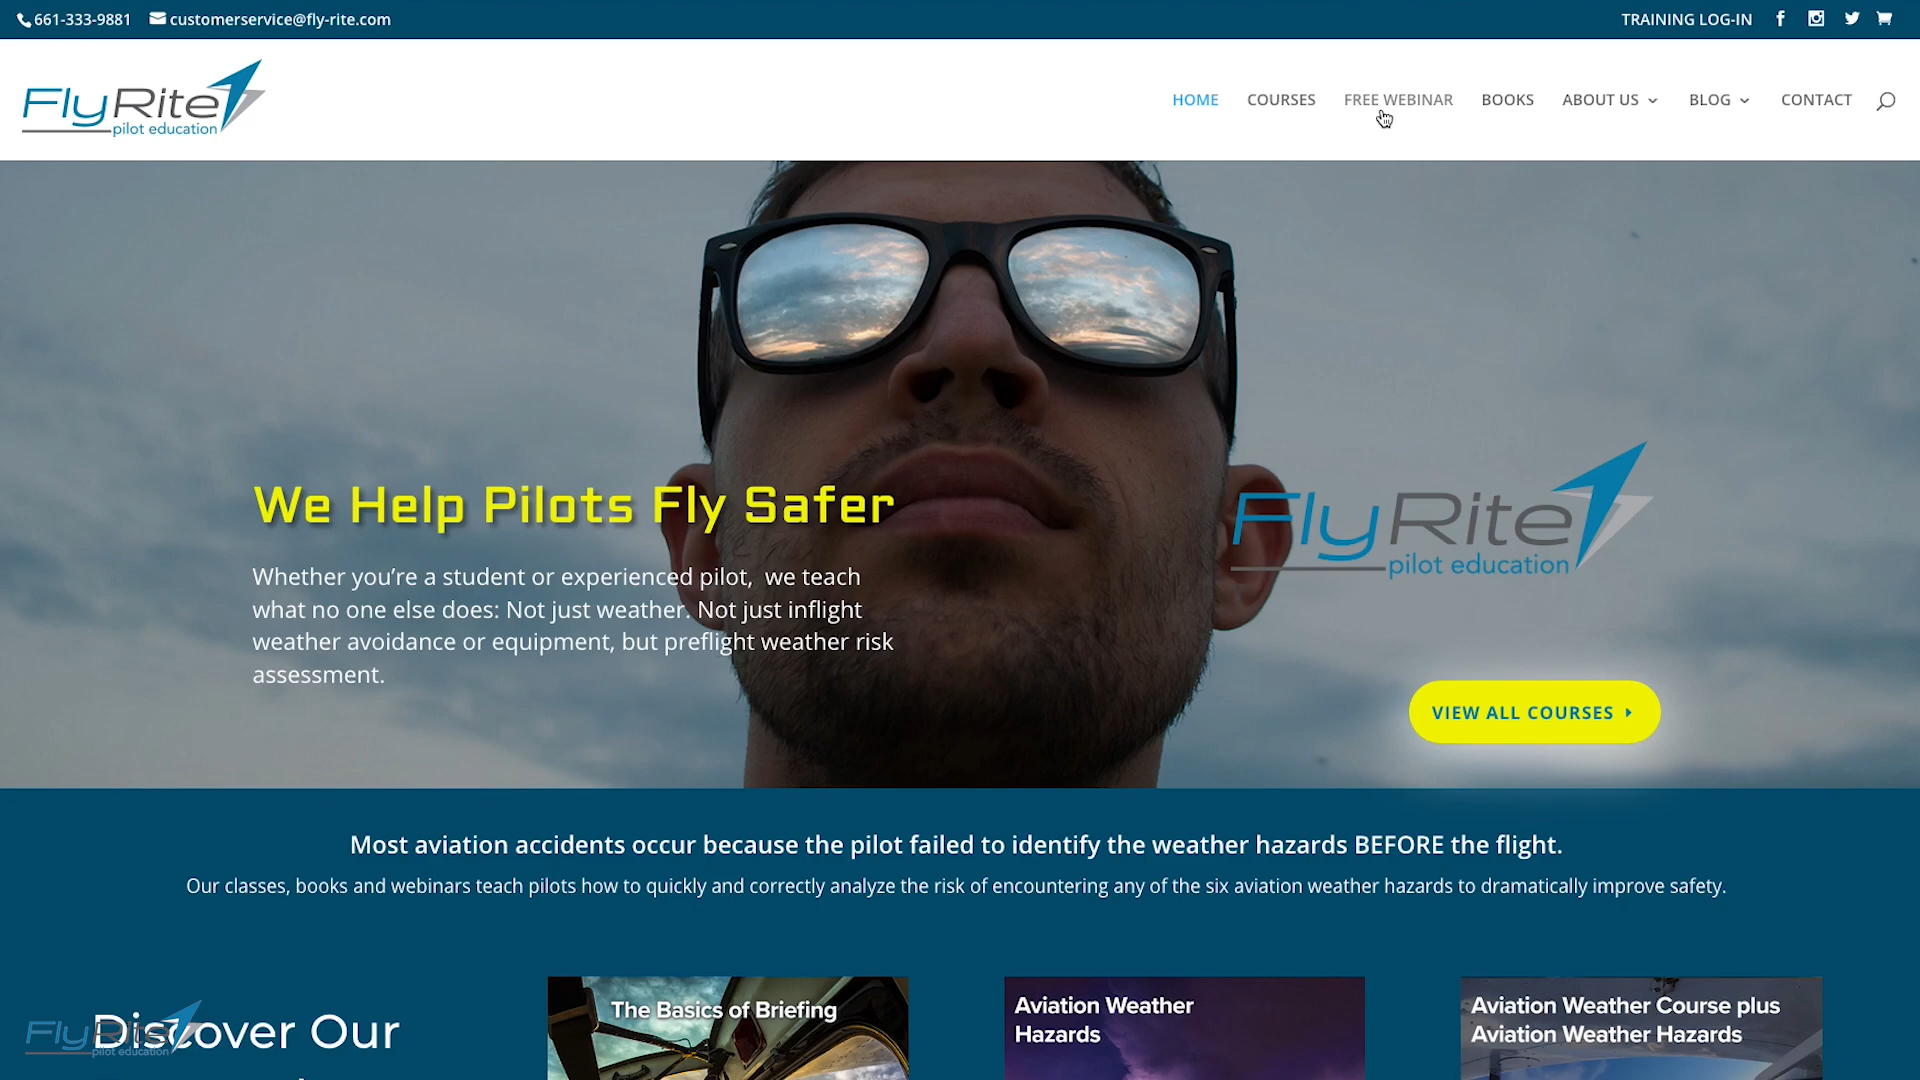 661-333-9881 customerservice@fly-rite.com TRAINING LOG-IN
FlyRite
pilot education
HOME COURSES FREE WEBINAR BOOKS ABOUT US BLOG CONTACT
We Help Pilots Fly Safer
Whether you’re a student or experienced pilot, we teach
what no one else does: Not just weather. Not just inflight
weather avoidance or equipment, but preflight weather risk
assessment.
FlyRite
pilot education
VIEW ALL COURSES
Most aviation accidents occur because the pilot failed to identify the weather hazards BEFORE the flight.
Our classes, books and webinars teach pilots how to quickly and correctly analyze the risk of encountering any of the six aviation weather hazards to dramatically improve safety.
Discover Our
FlyRite
pilot education
The Basics of Briefing
Aviation Weather
Hazards
Aviation Weather Course plus
Aviation Weather Hazards